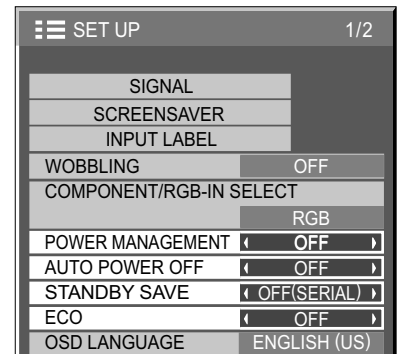 SET UP 1/2
SIGNAL
SCREENSAVER
INPUT LABEL
WOBBLING OFF
COMPONENT/RGB-IN SELECT
RGB
POWER MANAGEMENT OFF
AUTO POWER OFF OFF
STANDBY SAVE OFF(SERIAL)
ECO OFF
OSD LANGUAGE ENGLISH (US)